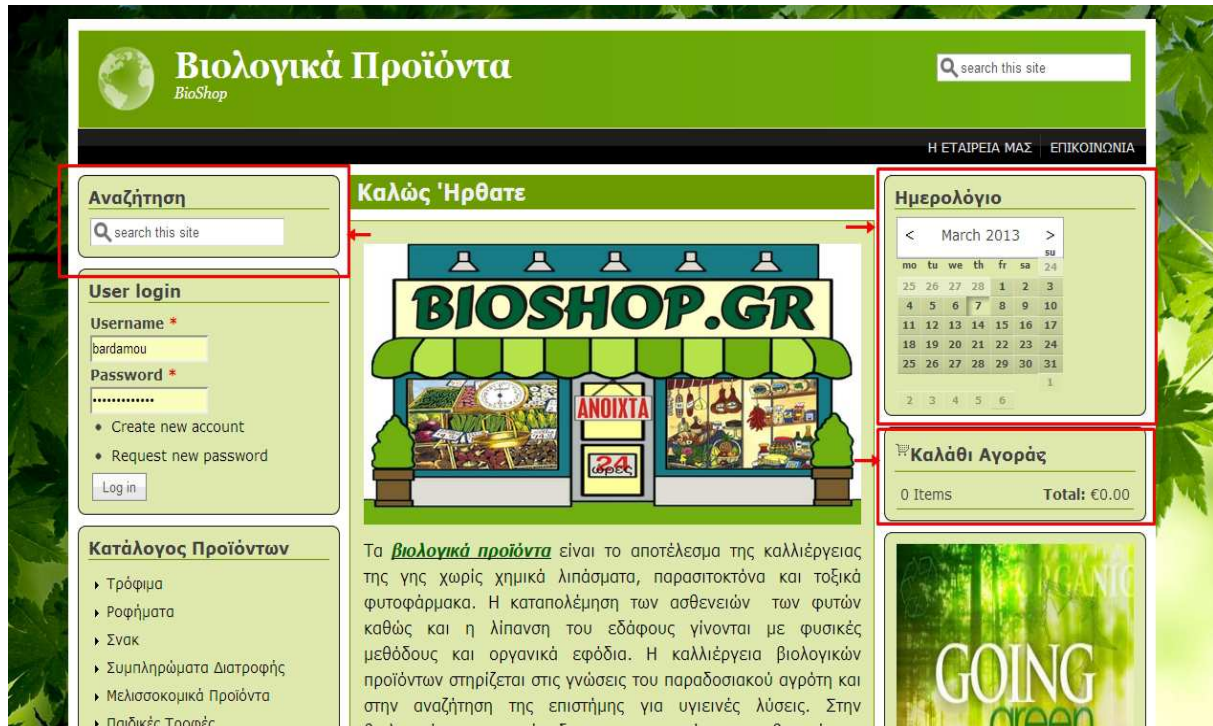 Βιολογικά Προϊόντα
BioShop
search this site
Η ΕΤΑΙΡΕΙΑ ΜΑΣ ΕΠΙΚΟΙΝΩΝΙΑ
Αναζήτηση
search this site
User login
Username *
bardamou
Password *
•••••••••••••
Create new account
Request new password
Log in
Κατάλογος Προϊόντων
Τρόφιμα
Ροφήματα
Σνακ
Συμπληρώματα Διατροφής
Μελισσοκομικά Προϊόντα
Παιδικές Τροφές
Καλώς 'Ηρθατε
BIOSHOP.GR
ΑΝΟΙΧΤΑ
24
ώρες
Τα βιολογικά προϊόντα είναι το αποτέλεσμα της καλλιέργειας
της γης χωρίς χημικά λιπάσματα, παρασιτοκτόνα και τοξικά
φυτοφάρμακα. Η καταπολέμηση των ασθενειών των φυτών
καθώς και η λίπανση του εδάφους γίνονται με φυσικές
μεθόδους και οργανικά εφόδια. Η καλλιέργεια βιολογικών
προϊόντων στηρίζεται στις γνώσεις του παραδοσιακού αγρότη και
στην αναζήτηση της επιστήμης για υγιεινές λύσεις. Στην
Ημερολόγιο
< March 2013 >
mo tu we th fr sa su
24
25 26 27 28 1 2 3
4 5 6 7 8 9 10
11 12 13 14 15 16 17
18 19 20 21 22 23 24
25 26 27 28 29 30 31
1
2 3 4 5 6
Καλάθι Αγοράς
0 Items Total: €0.00
ORGANIC
GOING
green